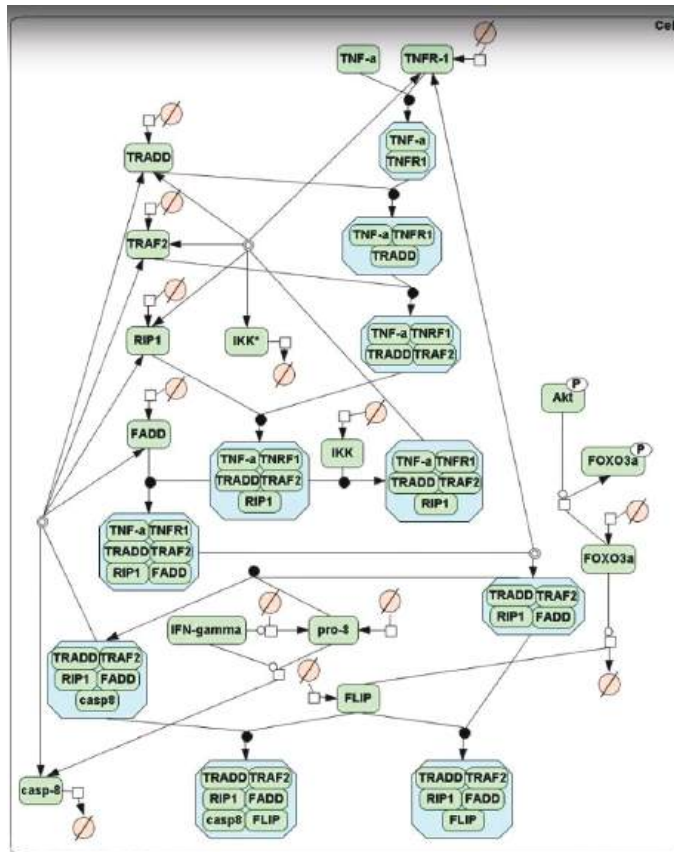 Cel
TNF-a
TNFR-1
TNF-a
TNFR1
TRADD
TNF-a TNFR1
TRADD
TRAF2
TNF-a TNRF1
TRADD TRAF2
RIP1
IKK*
Akt
P
FOXO3a
P
FADD
TNF-a TNRF1
TRADD TRAF2
RIP1
IKK
TNF-a TNFR1
TRADD TRAF2
RIP1
TNF-a TNFR1
TRADD TRAF2
RIP1 FADD
FOXO3a
TRADD TRAF2
RIP1 FADD
IFN-gamma
pro-8
TRADD TRAF2
RIP1 FADD
casp8
FLIP
casp-8
TRADD TRAF2
RIP1 FADD
casp8 FLIP
TRADD TRAF2
RIP1 FADD
FLIP